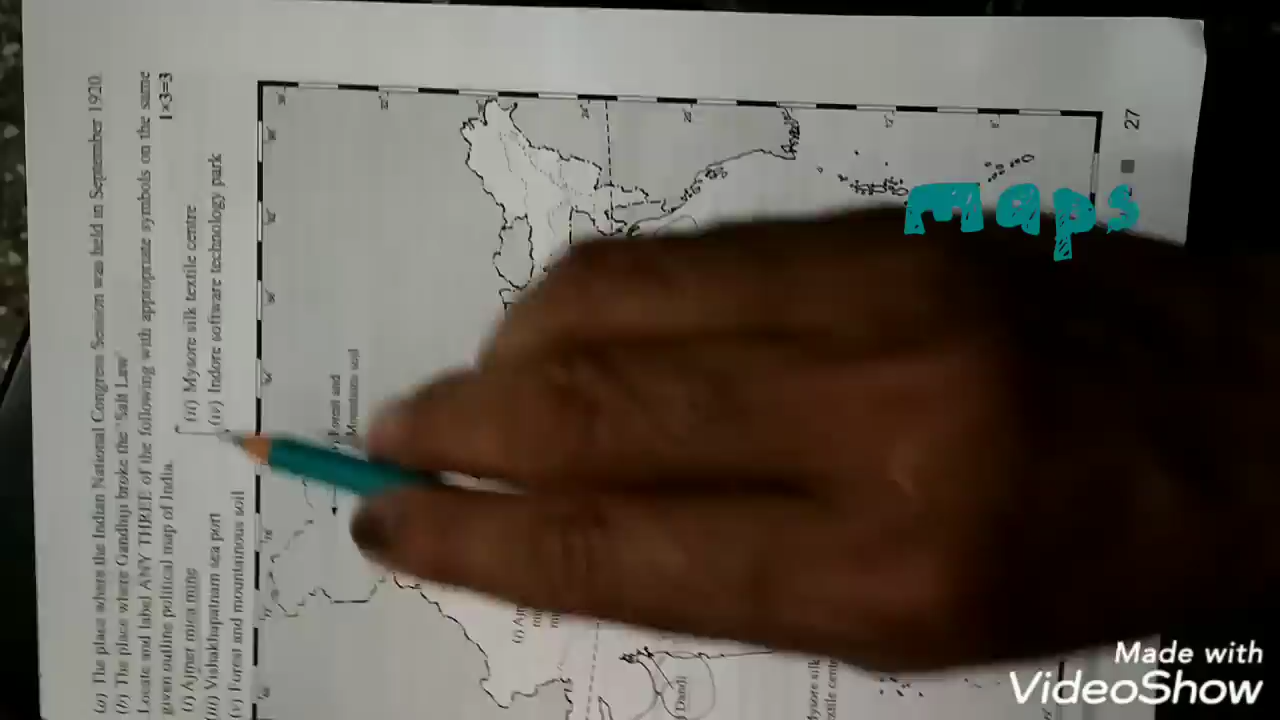 (a) The place where the Indian National Congress Session was held in September 1920.
(b) The place where Gandhiji broke the 'Salt Law'
Locate and label ANY THREE of the following with appropriate symbols on the same
given outline political map of India. 1×3=3
(i) Ajmer mica mine (ii) Mysore silk textile centre
(iii) Vishakhapatnam sea port (iv) Indore software technology park
(v) Forest and mountainous soil
Forest and
Mountainous soil
Dandi
Mysore silk
27
Maps
Made with
VideoShow